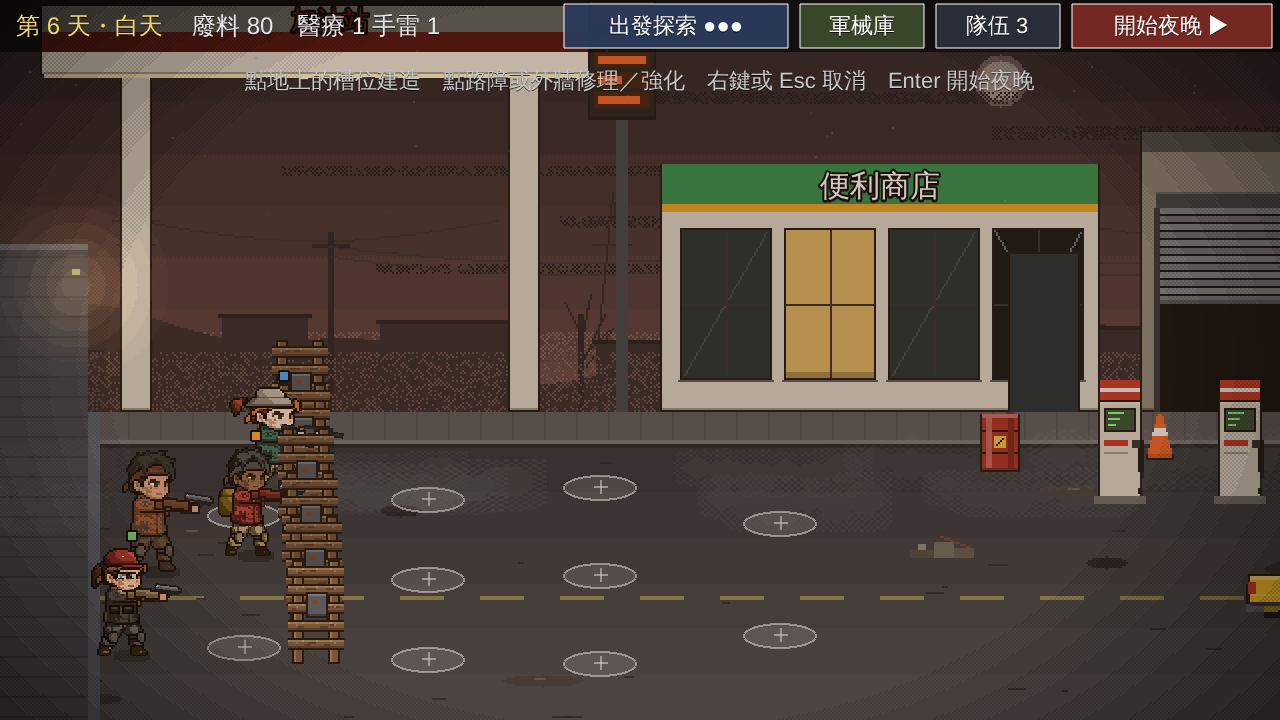 第 6 天・白天 廢料 80 醫療 1 手雷 1 出發探索 ●●● 軍械庫 隊伍 3 開始夜晚 ▶
點地上的槽位建造 點路障或外牆修理／強化 右鍵或 Esc 取消 Enter 開始夜晚
便利商店